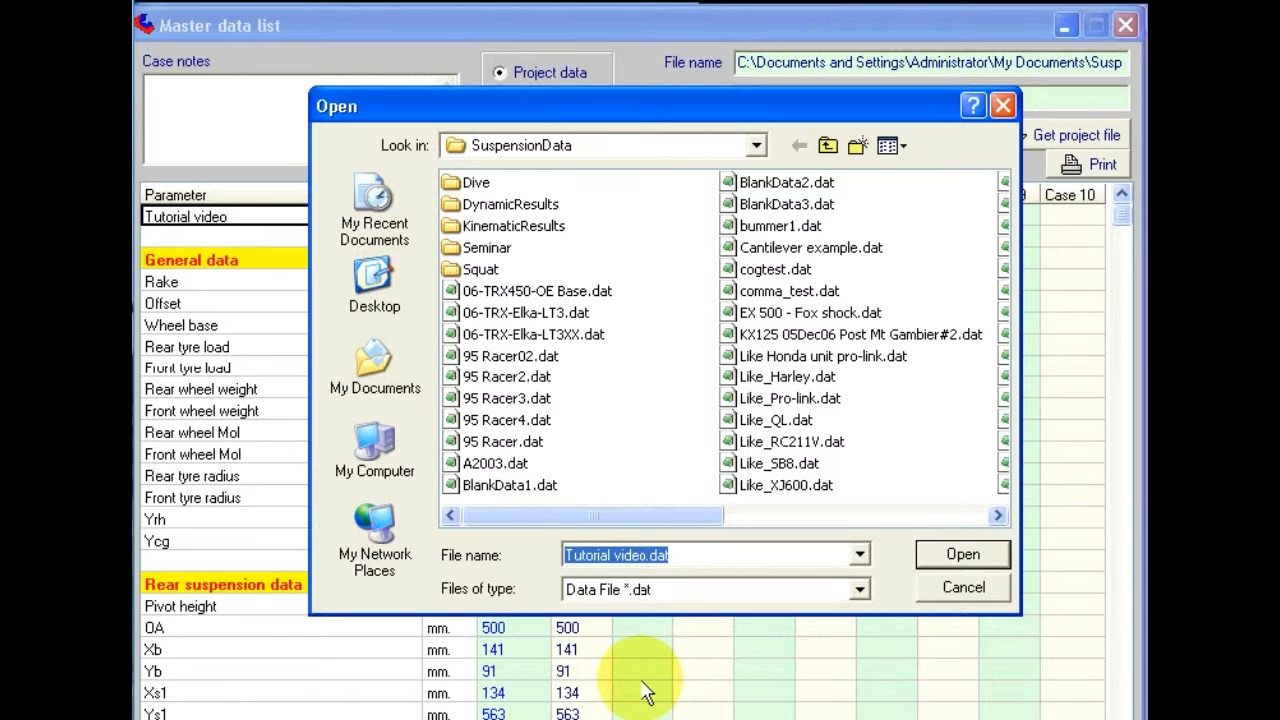 Master data list
Case notes
Project data
File name
C:\Documents and Settings\Administrator\My Documents\Susp
Open
Look in:
SuspensionData
Get project file
Print
My Recent
Documents
Desktop
My Documents
My Computer
My Network
Places
Dive
DynamicResults
KinematicResults
Seminar
Squat
06-TRX450-OE Base.dat
06-TRX-Elka-LT3.dat
06-TRX-Elka-LT3XX.dat
95 Racer02.dat
95 Racer2.dat
95 Racer3.dat
95 Racer4.dat
95 Racer.dat
A2003.dat
BlankData1.dat
BlankData2.dat
BlankData3.dat
bummer1.dat
Cantilever example.dat
cogtest.dat
comma_test.dat
EX 500 - Fox shock.dat
KX125 05Dec06 Post Mt Gambier#2.dat
Like Honda unit pro-link.dat
Like_Harley.dat
Like_Pro-link.dat
Like_QL.dat
Like_RC211V.dat
Like_SB8.dat
Like_XJ600.dat
File name:
Tutorial video.dat
Open
Files of type:
Data File *.dat
Cancel
Parameter
Case 10
Tutorial video
General data
Rake
Offset
Wheel base
Rear tyre load
Front tyre load
Rear wheel weight
Front wheel weight
Rear wheel MoI
Front wheel MoI
Rear tyre radius
Front tyre radius
Yrh
Ycg
Rear suspension data
Pivot height
OA mm. 500 500
Xb mm. 141 141
Yb mm. 91 91
Xs1 mm. 134 134
Ys1 mm. 563 563